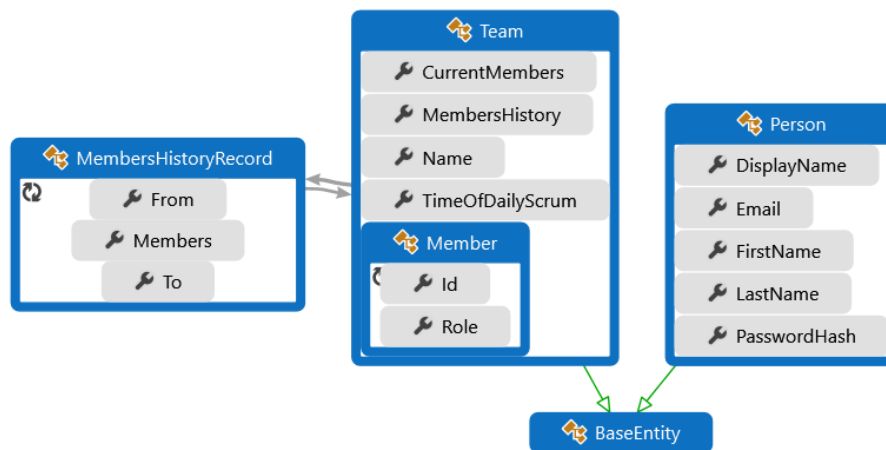 Team
CurrentMembers
MembersHistory
Name
TimeOfDailyScrum
Member
Id
Role
MembersHistoryRecord
From
Members
To
Person
DisplayName
Email
FirstName
LastName
PasswordHash
BaseEntity